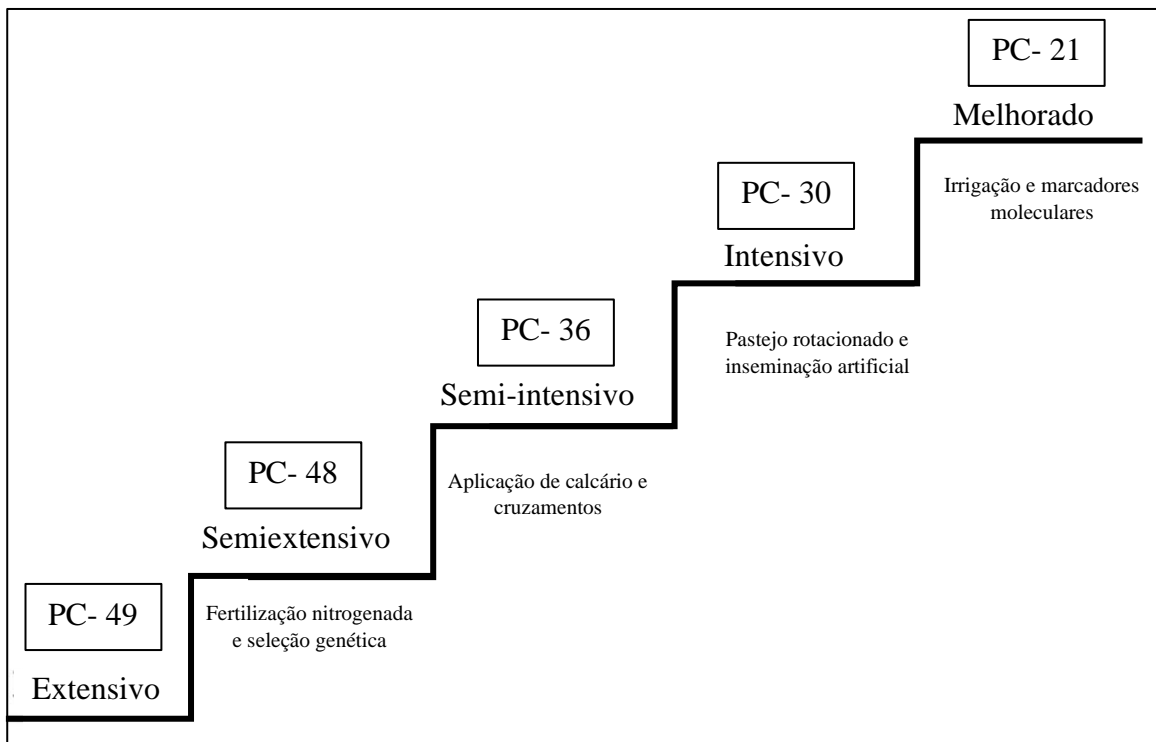 PC- 21
Melhorado
Irrigação e marcadores
moleculares
PC- 30
Intensivo
Pastejo rotacionado e
inseminação artificial
PC- 36
Semi-intensivo
Aplicação de calcário e
cruzamentos
PC- 48
Semiextensivo
Fertilização nitrogenada
e seleção genética
PC- 49
Extensivo